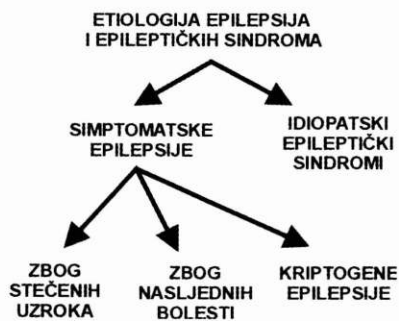 ETIOLOGIJA EPILEPSIJA
I EPILEPTIČKIH SINDROMA
SIMPTOMATSKE
EPILEPSIJE
IDIOPATSKI
EPILEPTIČKI
SINDROMI
ZBOG
STEČENIH
UZROKA
ZBOG
NASLJEDNIH
BOLESTI
KRIPTOGENE
EPILEPSIJE